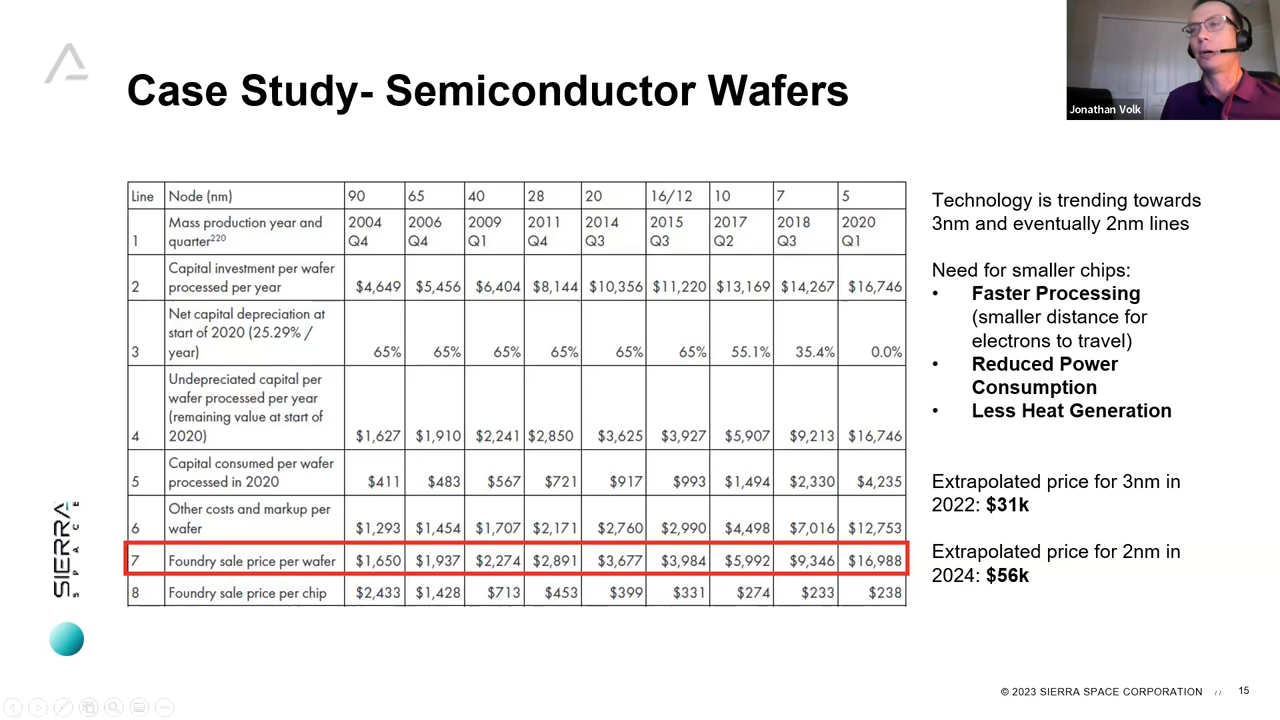 Case Study- Semiconductor Wafers
Jonathan Volk
Line Node (nm) 90 65 40 28 20 16/12 10 7 5
1 Mass production year and quarter220 2004 Q4 2006 Q4 2009 Q1 2011 Q4 2014 Q3 2015 Q3 2017 Q2 2018 Q3 2020 Q1
2 Capital investment per wafer processed per year $4,649 $5,456 $6,404 $8,144 $10,356 $11,220 $13,169 $14,267 $16,746
3 Net capital depreciation at start of 2020 (25.29% / year) 65% 65% 65% 65% 65% 65% 55.1% 35.4% 0.0%
4 Undepreciated capital per wafer processed per year (remaining value at start of 2020) $1,627 $1,910 $2,241 $2,850 $3,625 $3,927 $5,907 $9,213 $16,746
5 Capital consumed per wafer processed in 2020 $411 $483 $567 $721 $917 $993 $1,494 $2,330 $4,235
6 Other costs and markup per wafer $1,293 $1,454 $1,707 $2,171 $2,760 $2,990 $4,498 $7,016 $12,753
7 Foundry sale price per wafer $1,650 $1,937 $2,274 $2,891 $3,677 $3,984 $5,992 $9,346 $16,988
8 Foundry sale price per chip $2,433 $1,428 $713 $453 $399 $331 $274 $233 $238
Technology is trending towards
3nm and eventually 2nm lines
Need for smaller chips:
• Faster Processing
(smaller distance for
electrons to travel)
• Reduced Power
Consumption
• Less Heat Generation
Extrapolated price for 3nm in
2022: $31k
Extrapolated price for 2nm in
2024: $56k
SIERRA
SPACE
© 2023 SIERRA SPACE CORPORATION // 15